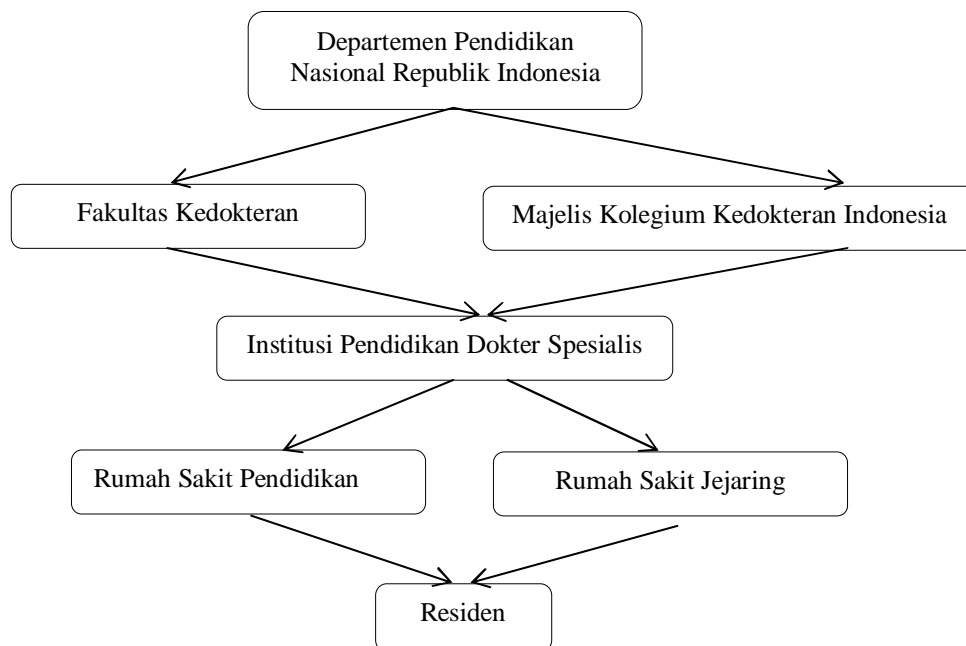 Departemen Pendidikan
Nasional Republik Indonesia
Fakultas Kedokteran
Majelis Kolegium Kedokteran Indonesia
Institusi Pendidikan Dokter Spesialis
Rumah Sakit Pendidikan
Rumah Sakit Jejaring
Residen